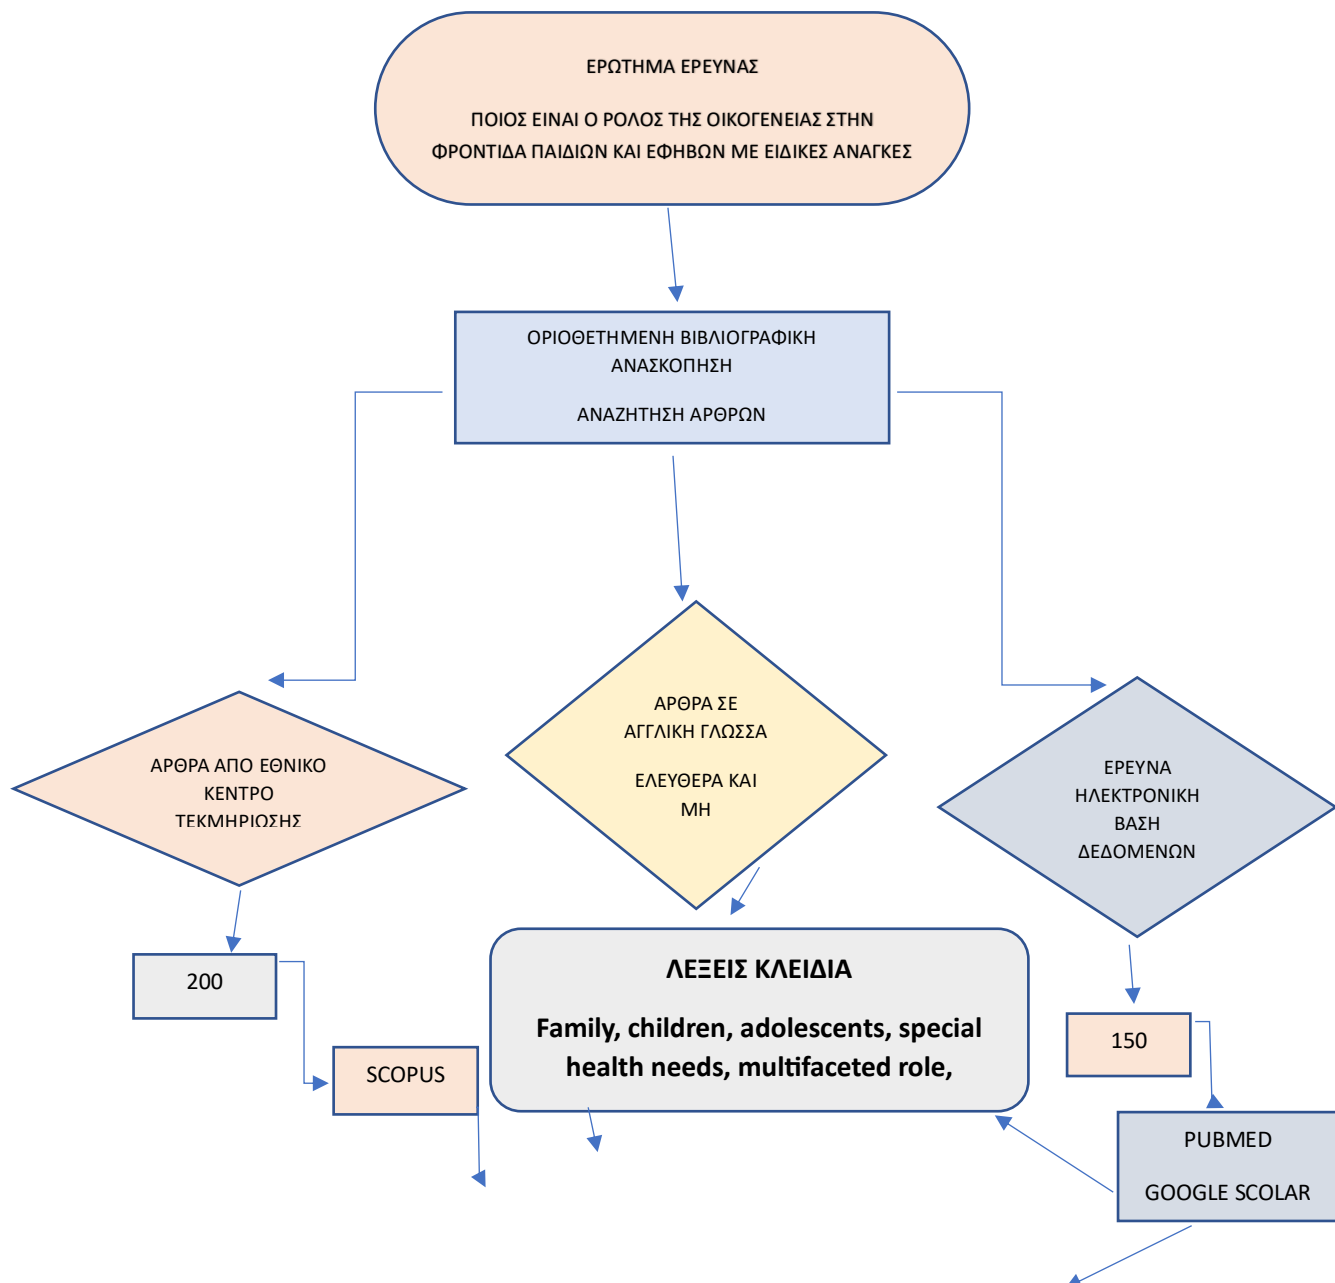 ΕΡΩΤΗΜΑ ΕΡΕΥΝΑΣ
ΠΟΙΟΣ ΕΙΝΑΙ Ο ΡΟΛΟΣ ΤΗΣ ΟΙΚΟΓΕΝΕΙΑΣ ΣΤΗΝ
ΦΡΟΝΤΙΔΑ ΠΑΙΔΙΩΝ ΚΑΙ ΕΦΗΒΩΝ ΜΕ ΕΙΔΙΚΕΣ ΑΝΑΓΚΕΣ
ΟΡΙΟΘΕΤΗΜΕΝΗ ΒΙΒΛΙΟΓΡΑΦΙΚΗ
ΑΝΑΣΚΟΠΗΣΗ
ΑΝΑΖΗΤΗΣΗ ΑΡΘΡΩΝ
ΑΡΘΡΑ ΑΠΟ ΕΘΝΙΚΟ
ΚΕΝΤΡΟ
ΤΕΚΜΗΡΙΩΣΗΣ
ΑΡΘΡΑ ΣΕ
ΑΓΓΛΙΚΗ ΓΛΩΣΣΑ
ΕΛΕΥΘΕΡΑ ΚΑΙ
ΜΗ
ΕΡΕΥΝΑ
ΗΛΕΚΤΡΟΝΙΚΗ
ΒΑΣΗ
ΔΕΔΟΜΕΝΩΝ
200
SCOPUS
ΛΕΞΕΙΣ ΚΛΕΙΔΙΑ
Family, children, adolescents, special
health needs, multifaceted role,
150
PUBMED
GOOGLE SCOLAR